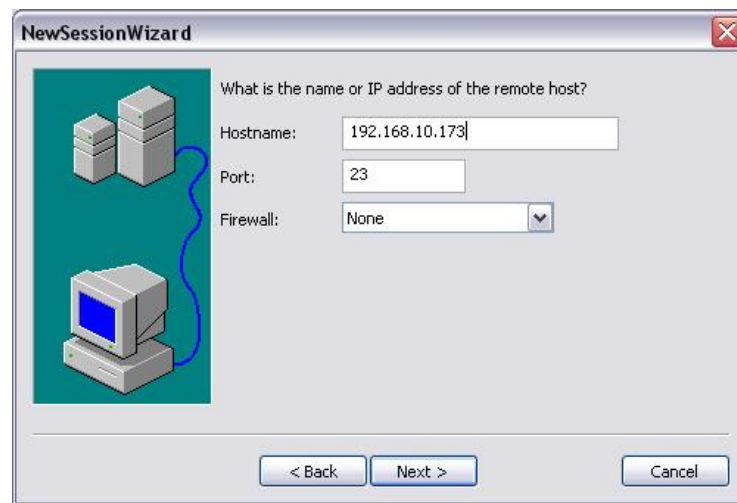 NewSessionWizard
What is the name or IP address of the remote host?
Hostname: 192.168.10.173
Port: 23
Firewall: None
< Back Next > Cancel